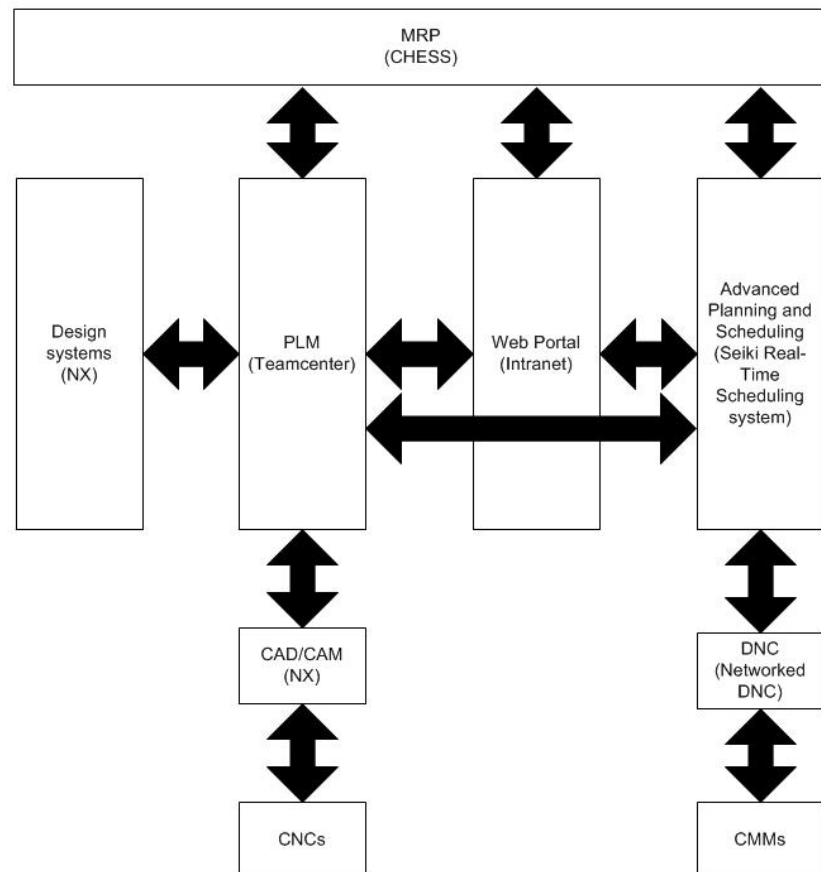 MRP
(CHESS)
Design
systems
(NX)
PLM
(Teamcenter)
Web Portal
(Intranet)
Advanced
Planning and
Scheduling
(Seiki Real-
Time
Scheduling
system)
CAD/CAM
(NX)
DNC
(Networked
DNC)
CNCs
CMMs